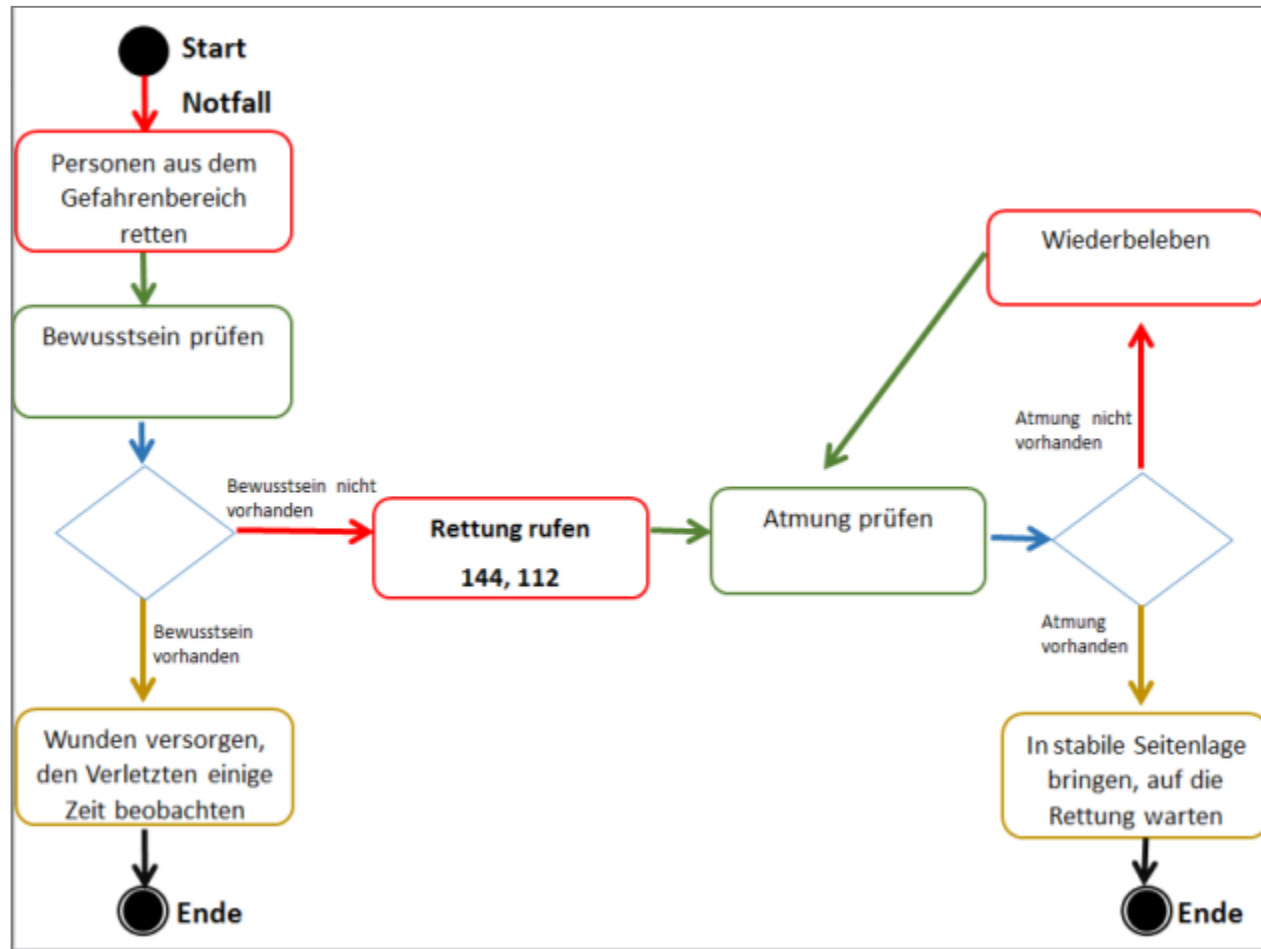 Start
Notfall
Personen aus dem
Gefahrenbereich
retten
Bewusstsein prüfen
Bewusstsein nicht
vorhanden
Bewusstsein
vorhanden
Wunden versorgen,
den Verletzten einige
Zeit beobachten
Ende
Rettung rufen
144, 112
Atmung prüfen
Wiederbeleben
Atmung nicht
vorhanden
Atmung
vorhanden
In stabile Seitenlage
bringen, auf die
Rettung warten
Ende